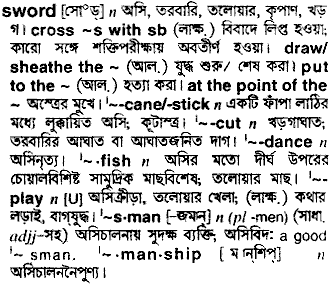 sword [সো°ড্] n অসি, তরবারি, তলোয়ার, কৃপাণ, খড়
গ। cross ~s with sb (লাক্ষ.) বিবাদে লিপ্ত হওয়া;
কারো সঙ্গে শক্তিপরীক্ষায় অবতীর্ণ হওয়া। draw/
sheathe the ~ (আল.) যুদ্ধ শুরু/ শেষ করা। put
to the ~ (আল.) হত্যা করা। at the point of the
~ অস্ত্রের মুখে। ˈ~-cane/-stick n একটি ফাঁপা লাঠির
মধ্যে লুক্কায়িত অসি; কূটাস্ত্র। ˈ~-cut n খড়গাঘাত;
তরবারির আঘাত বা আঘাতজনিত দাগ। ˈ~-dance n
অসিনৃত্য। ˈ~·fish n অসির মতো দীর্ঘ উপরের
চোয়ালবিশিষ্ট সামুদ্রিক মাছবিশেষ; তলোয়ার মাছ। ˈ~-
play n [U] অসিক্রীড়া, তলোয়ার খেলা; (লাক্ষ.) কথার
লড়াই, বাগ্‌যুদ্ধ। ˈ~s·man [–জ্‌মান্] n (pl -men) (সাধা.
adjj-সহ) অসিচালনায় সুদক্ষ ব্যক্তি, অসিবিদ: a good
ˈ~ sman. ˈ~·man·ship [ম ান্‌শিপ্] n
অসিচালননৈপুণ্য।